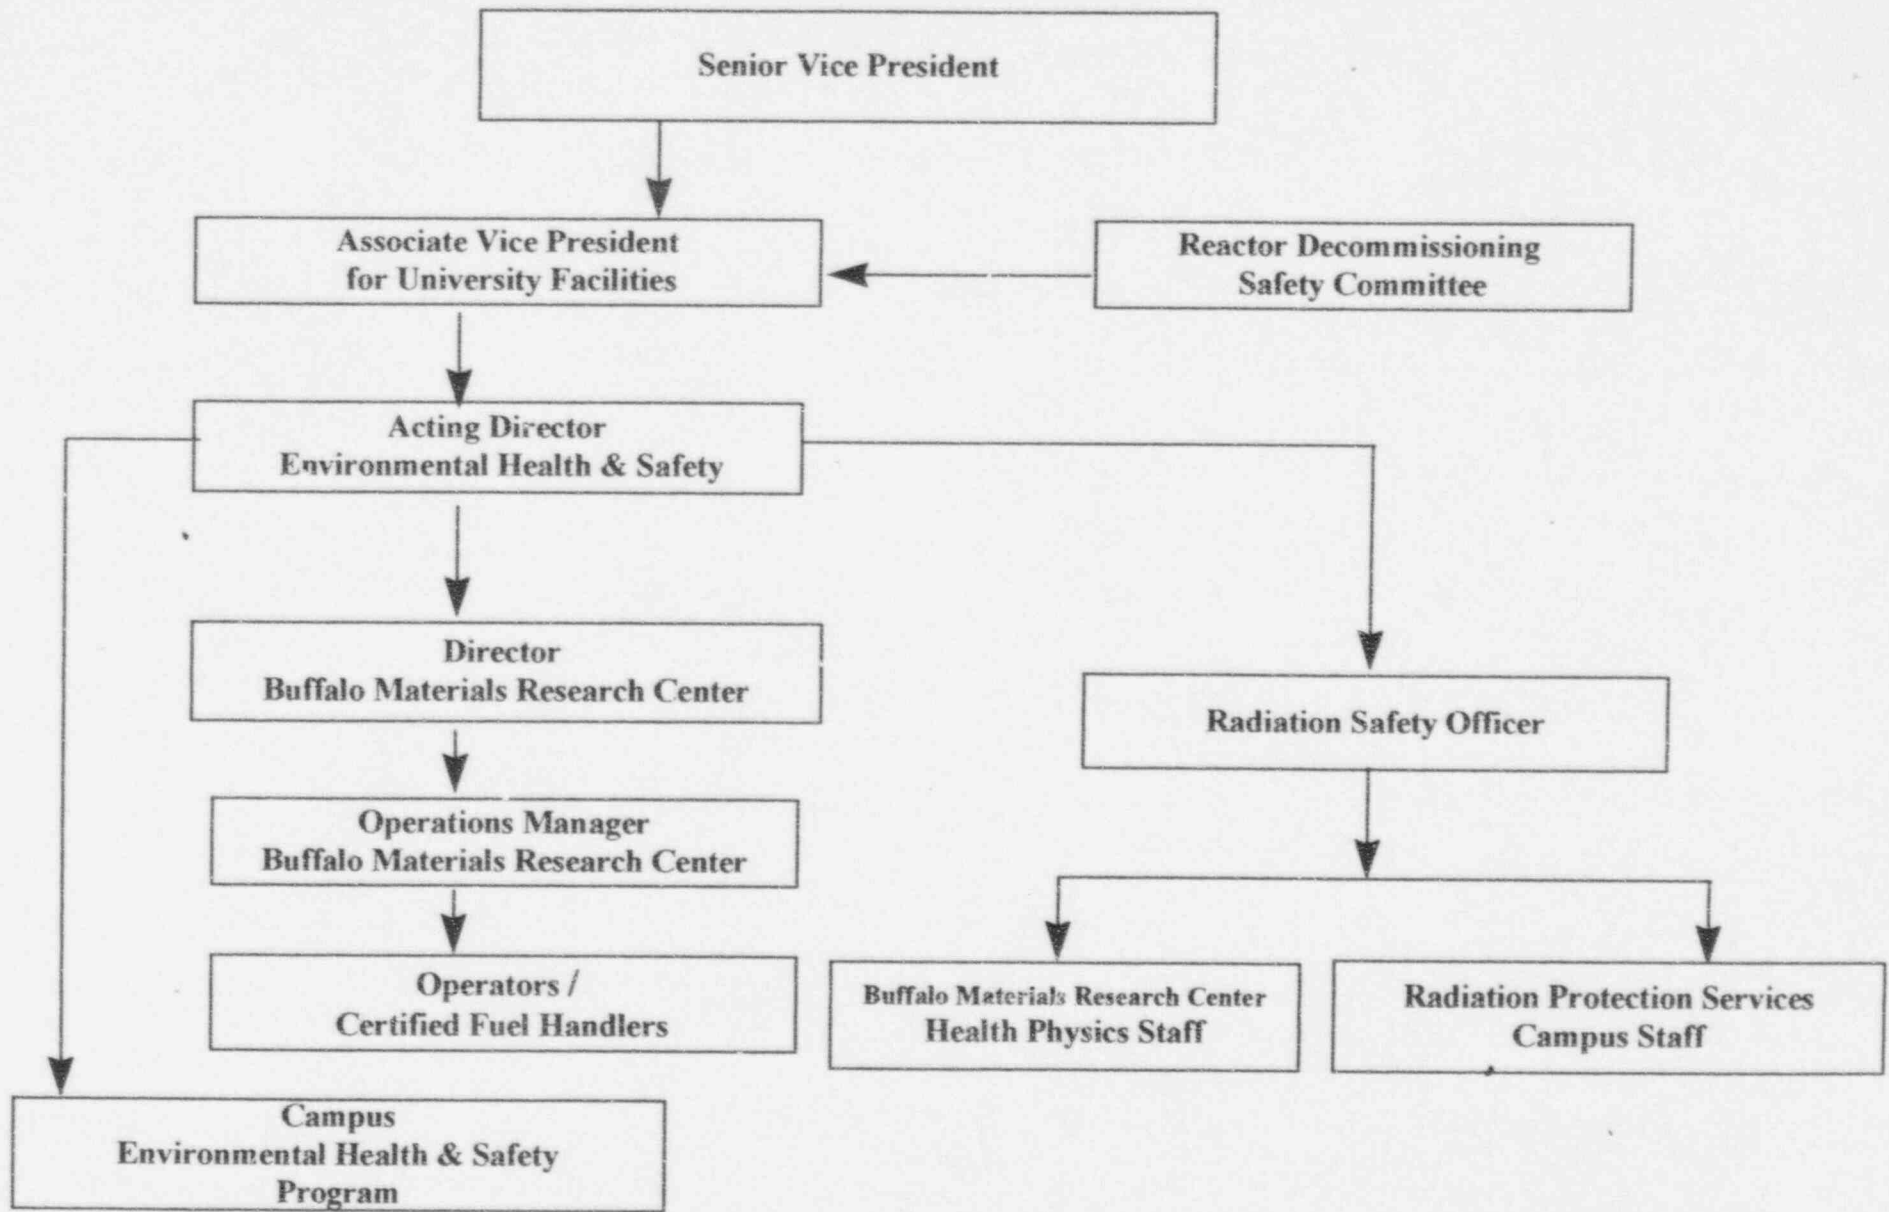 Senior Vice President
Associate Vice President
for University Facilities
Reactor Decommissioning
Safety Committee
Acting Director
Environmental Health & Safety
Director
Buffalo Materials Research Center
Radiation Safety Officer
Operations Manager
Buffalo Materials Research Center
Operators /
Certified Fuel Handlers
Buffalo Materials Research Center
Health Physics Staff
Radiation Protection Services
Campus Staff
Campus
Environmental Health & Safety
Program